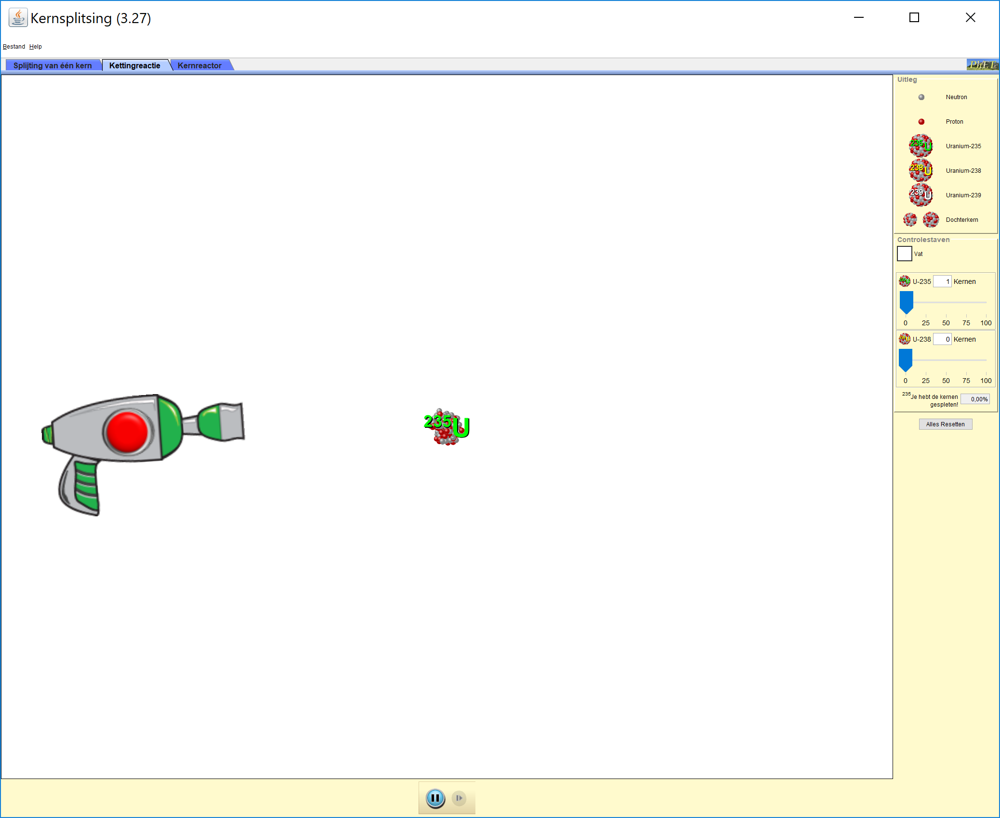 Kernsplitsing (3.27)
Bestand Help
Splijting van één kern Kettingreactie Kernreactor
PhET
Uitleg
Neutron
Proton
235U Uranium-235
238U Uranium-238
239U Uranium-239
Dochterkern
Controlestaven
Vat
U-235 1 Kernen
0 25 50 75 100
U-238 0 Kernen
0 25 50 75 100
235Je hebt de kernen
gespleten! 0,00%
Alles Resetten
235U